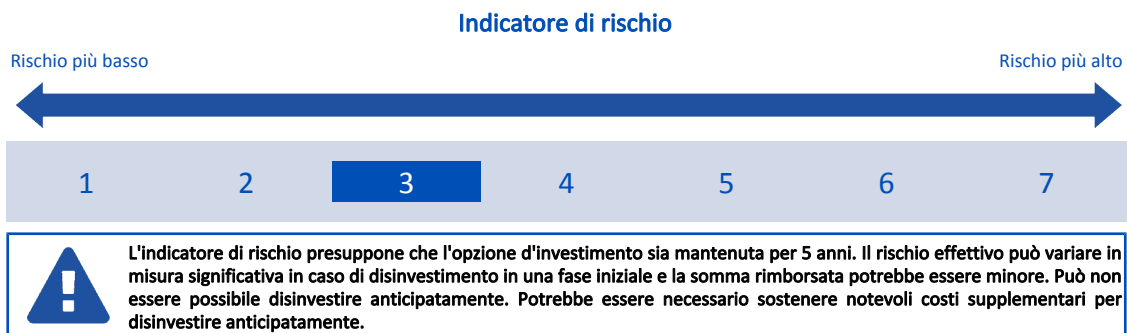 Indicatore di rischio
Rischio più basso
Rischio più alto
1 2 3 4 5 6 7
L'indicatore di rischio presuppone che l'opzione d'investimento sia mantenuta per 5 anni. Il rischio effettivo può variare in
misura significativa in caso di disinvestimento in una fase iniziale e la somma rimborsata potrebbe essere minore. Può non
essere possibile disinvestire anticipatamente. Potrebbe essere necessario sostenere notevoli costi supplementari per
disinvestire anticipatamente.